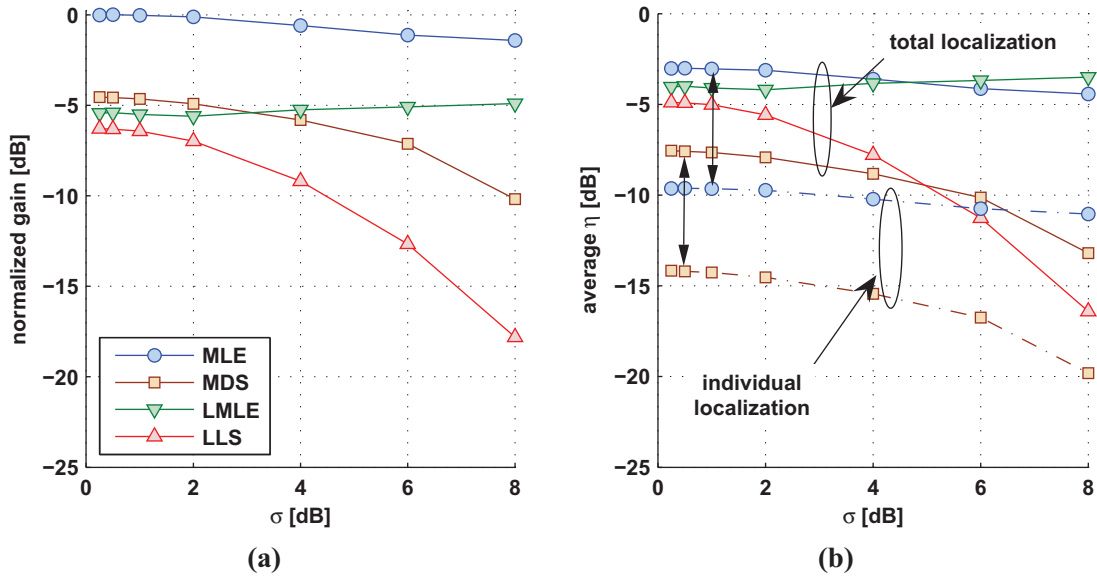 normalized gain [dB]
0
−5
−10
−15
−20
−25
0
2
4
6
8
σ [dB]
MLE
MDS
LMLE
LLS
(a)
average η [dB]
0
−5
−10
−15
−20
−25
0
2
4
6
8
σ [dB]
total localization
individual
localization
(b)